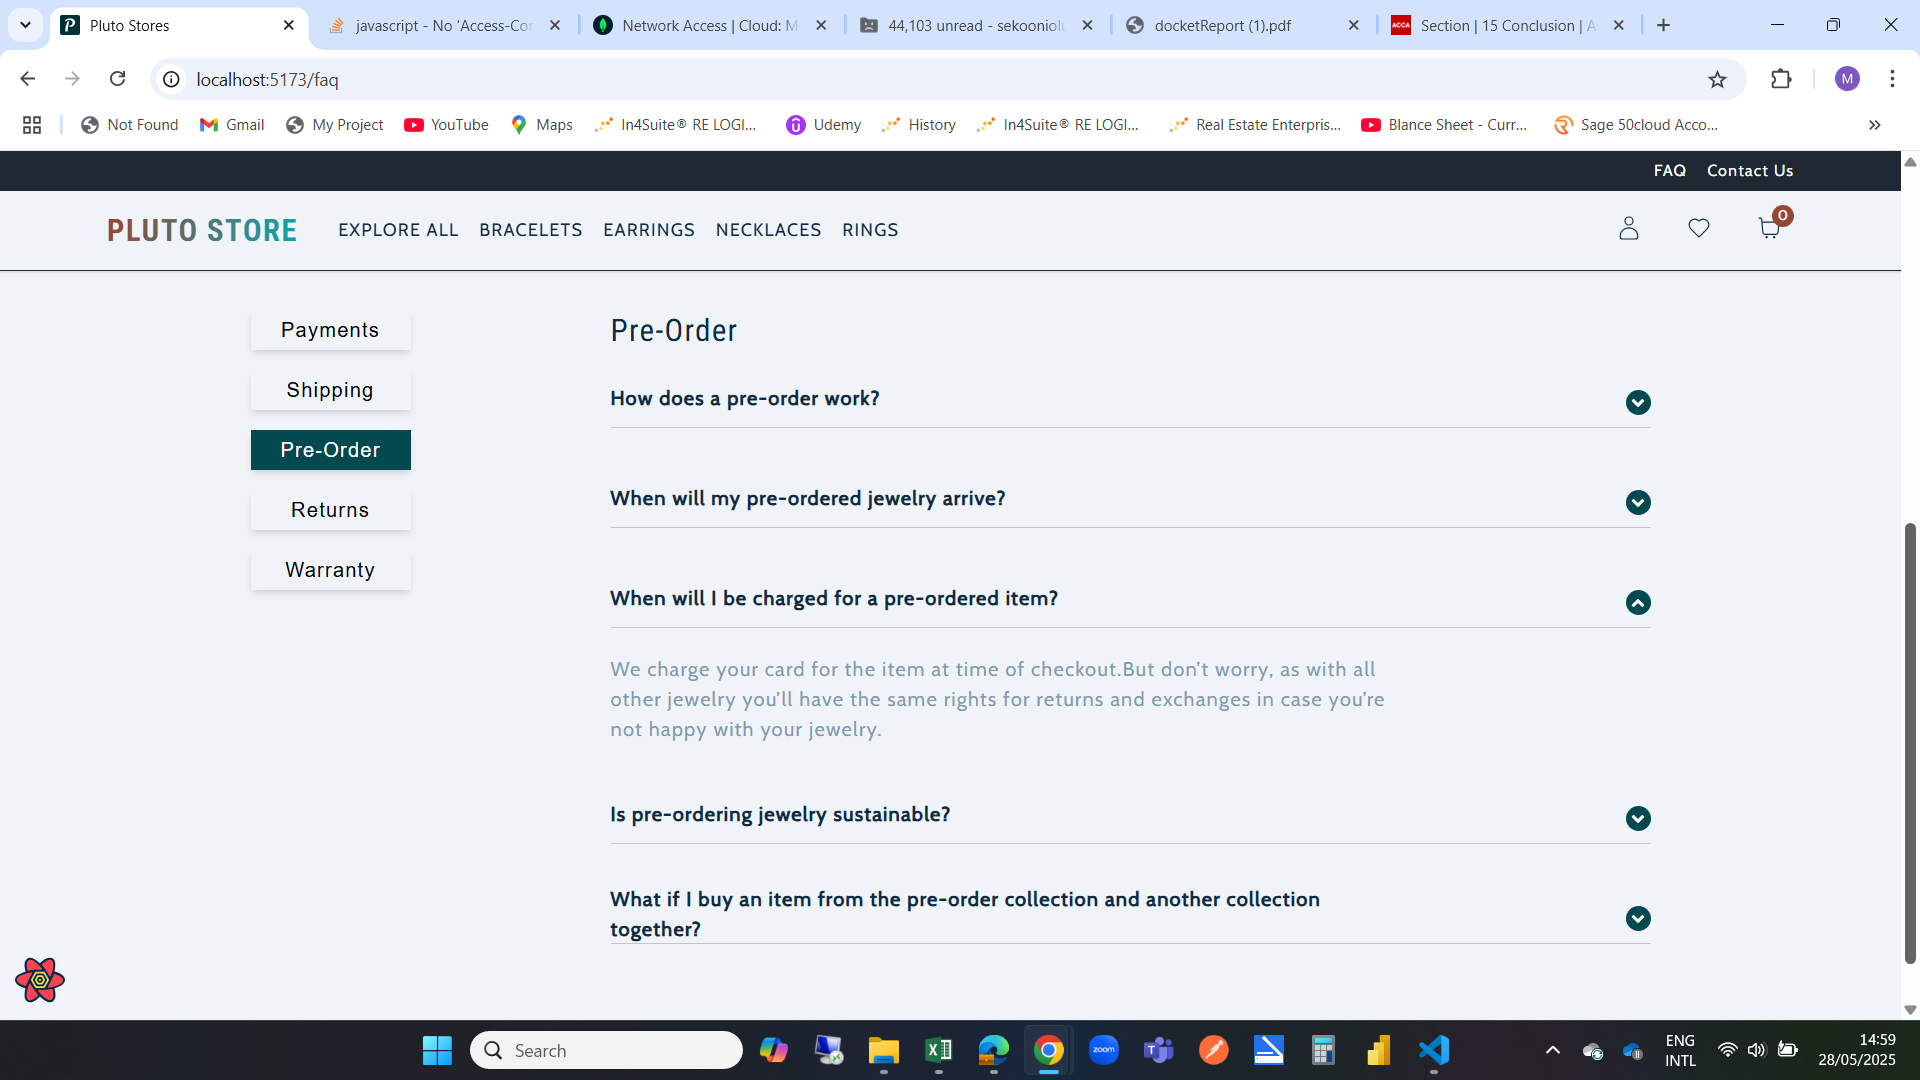 Pluto Stores
javascript - No 'Access-Con
Network Access | Cloud: M
44,103 unread - sekooniolu
docketReport (1).pdf
Section | 15 Conclusion | A
localhost:5173/faq
M
Not Found
Gmail
My Project
YouTube
Maps
In4Suite® RE LOGI...
Udemy
History
In4Suite® RE LOGI...
Real Estate Enterpris...
Blance Sheet - Curr...
Sage 50cloud Acco...
FAQ
Contact Us
PLUTO STORE
EXPLORE ALL
BRACELETS
EARRINGS
NECKLACES
RINGS
0
Payments
Shipping
Pre-Order
Returns
Warranty
Pre-Order
How does a pre-order work?
When will my pre-ordered jewelry arrive?
When will I be charged for a pre-ordered item?
We charge your card for the item at time of checkout.But don't worry, as with all
other jewelry you'll have the same rights for returns and exchanges in case you're
not happy with your jewelry.
Is pre-ordering jewelry sustainable?
What if I buy an item from the pre-order collection and another collection
together?
Search
zoom
ENG
INTL
14:59
28/05/2025